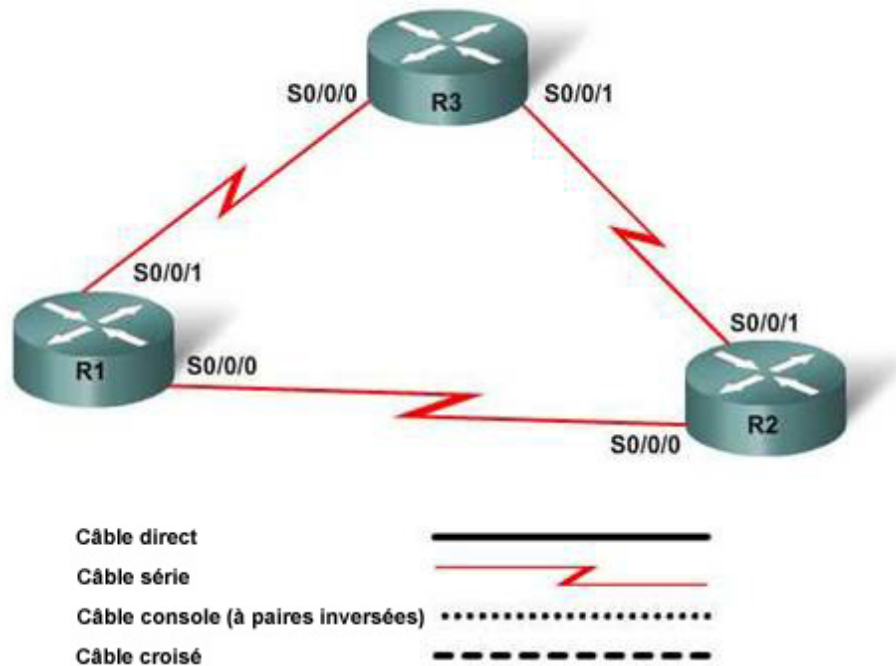 S0/0/0
R3
S0/0/1
S0/0/1
R1
S0/0/0
S0/0/1
R2
S0/0/0
Câble direct
Câble série
Câble console (à paires inversées)
Câble croisé